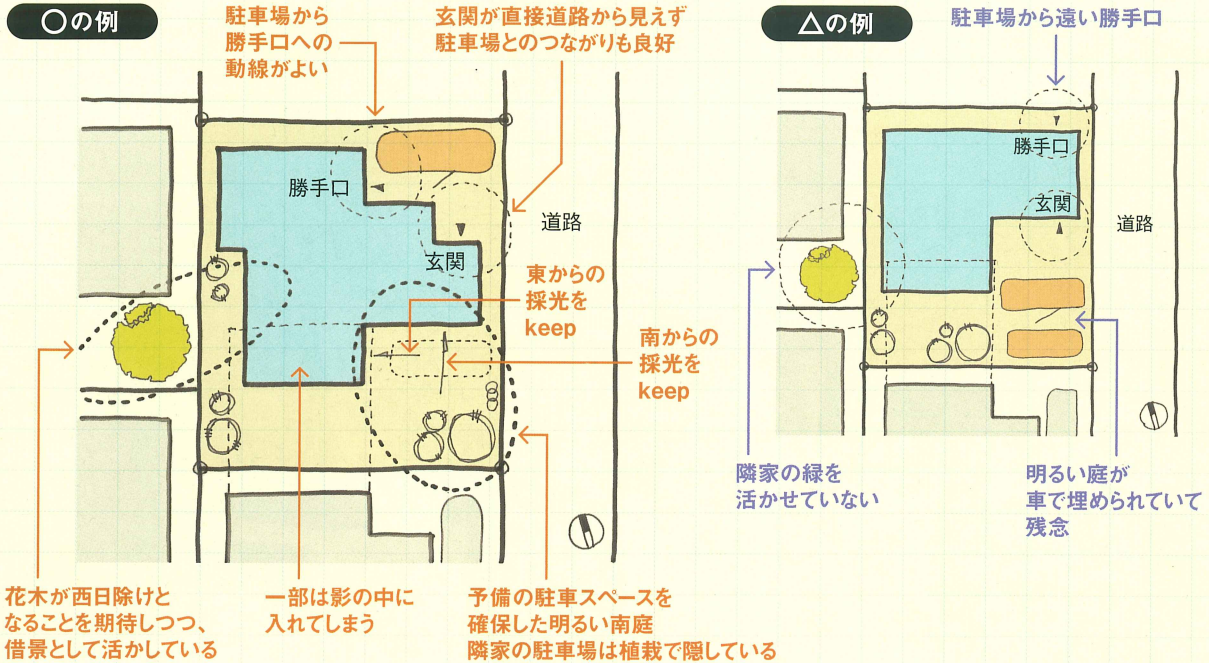 〇の例
駐車場から
勝手口への
動線がよい
玄関が直接道路から見えず
駐車場とのつながりも良好
勝手口
道路
玄関
東からの
採光を
keep
南からの
採光を
keep
花木が西日除けと
なることを期待しつつ、
借景として活かしている
一部は影の中に
入れてしまう
予備の駐車スペースを
確保した明るい南庭
隣家の駐車場は植栽で隠している
△の例
駐車場から遠い勝手口
勝手口
玄関
道路
隣家の緑を
活かせていない
明るい庭が
車で埋められていて
残念